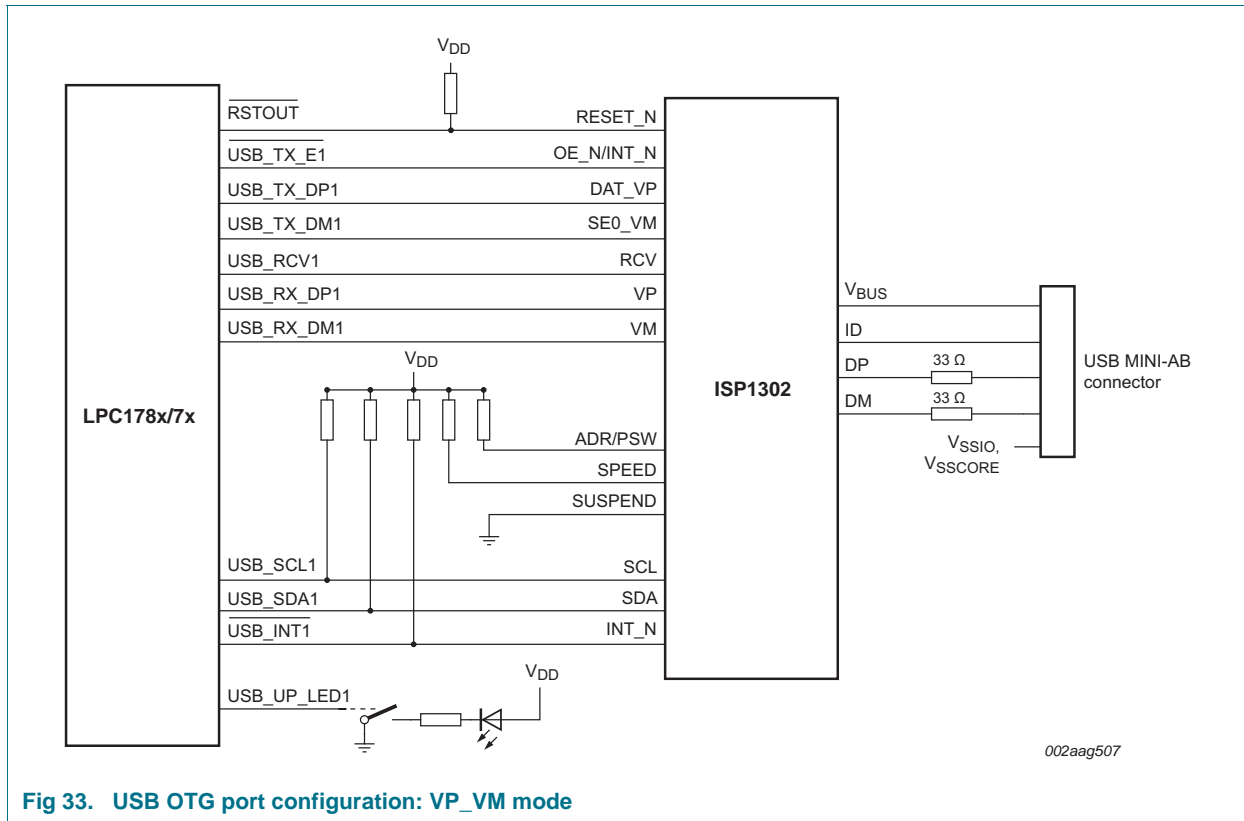 VDD
RSTOUT
RESET_N
USB_TX_E1
OE_N/INT_N
USB_TX_DP1
DAT_VP
USB_TX_DM1
SE0_VM
USB_RCV1
RCV
USB_RX_DP1
VP
USB_RX_DM1
VM
VBUS
ID
DP
33 Ω
DM
33 Ω
USB MINI-AB
connector
VSSIO,
VSSCORE
VDD
LPC178x/7x
ISP1302
ADR/PSW
SPEED
SUSPEND
USB_SCL1
SCL
USB_SDA1
SDA
USB_INT1
INT_N
VDD
USB_UP_LED1
002aag507
Fig 33. USB OTG port configuration: VP_VM mode